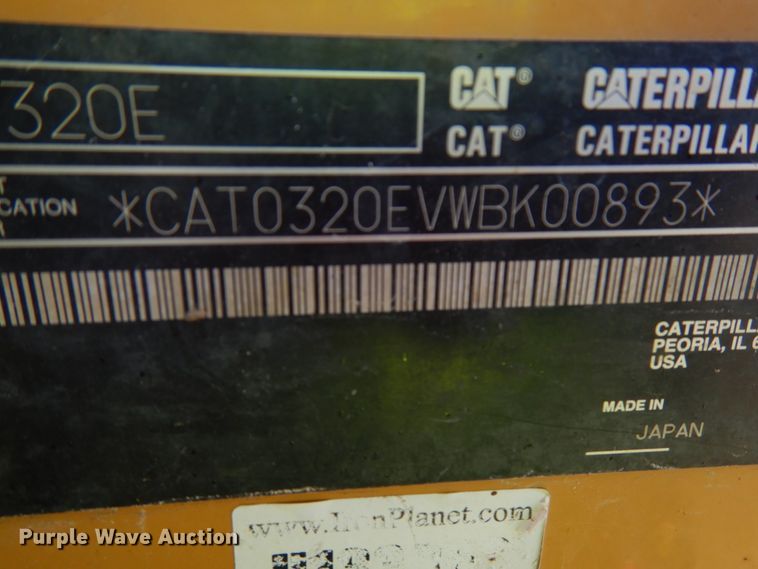 320E
CAT® CATERPILL
CAT® CATERPILLAR
CATION
*CAT0320EVWBK00893*
CATERPILL
PEORIA, IL 6
USA
MADE IN
JAPAN
www.IronPlanet.com
Purple Wave Auction